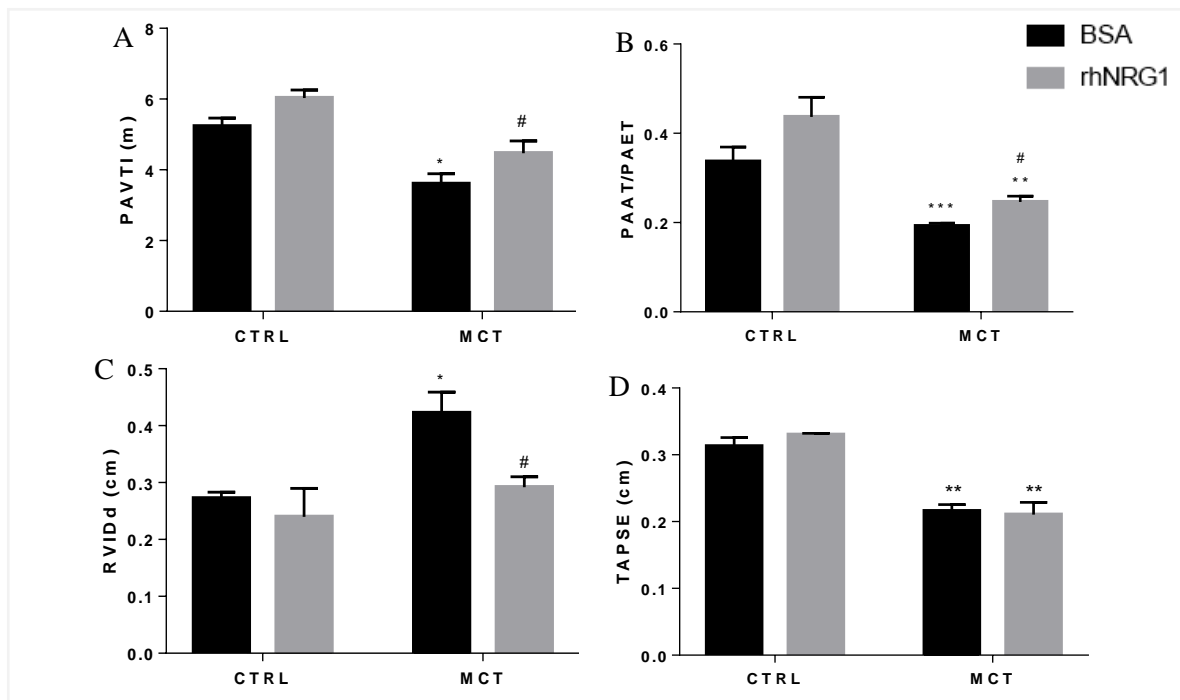 A
PAVTI (m)
8
6
4
2
0
*
#
CTRL
MCT
B
PAAT/PAET
0.6
0.4
0.2
0.0
***
#
**
CTRL
MCT
BSA
rhNRG1
C
RVIDd (cm)
0.5
0.4
0.3
0.2
0.1
0.0
*
#
CTRL
MCT
D
TAPSE (cm)
0.4
0.3
0.2
0.1
0.0
**
**
CTRL
MCT